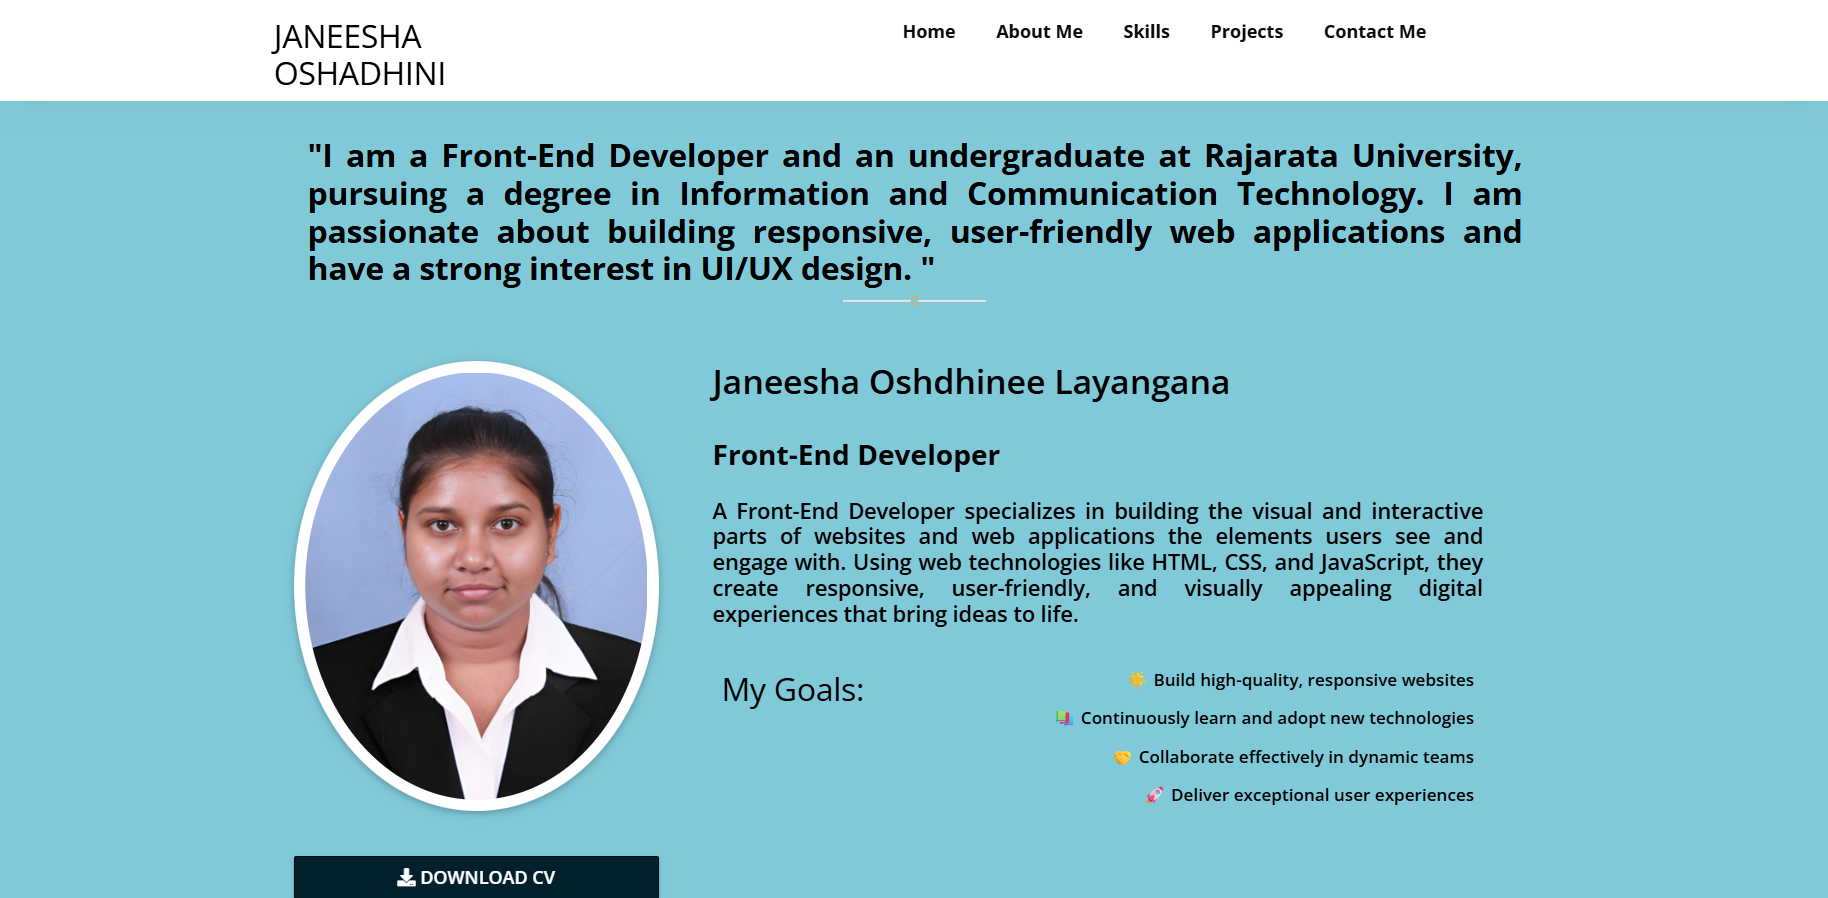 JANEESHA
OSHADHINI
Home About Me Skills Projects Contact Me
"I am a Front-End Developer and an undergraduate at Rajarata University,
pursuing a degree in Information and Communication Technology. I am
passionate about building responsive, user-friendly web applications and
have a strong interest in UI/UX design. "
Janeesha Oshdhinee Layangana
Front-End Developer
A Front-End Developer specializes in building the visual and interactive
parts of websites and web applications the elements users see and
engage with. Using web technologies like HTML, CSS, and JavaScript, they
create responsive, user-friendly, and visually appealing digital
experiences that bring ideas to life.
My Goals:
🌟 Build high-quality, responsive websites
📚 Continuously learn and adopt new technologies
🤝 Collaborate effectively in dynamic teams
🚀 Deliver exceptional user experiences
DOWNLOAD CV